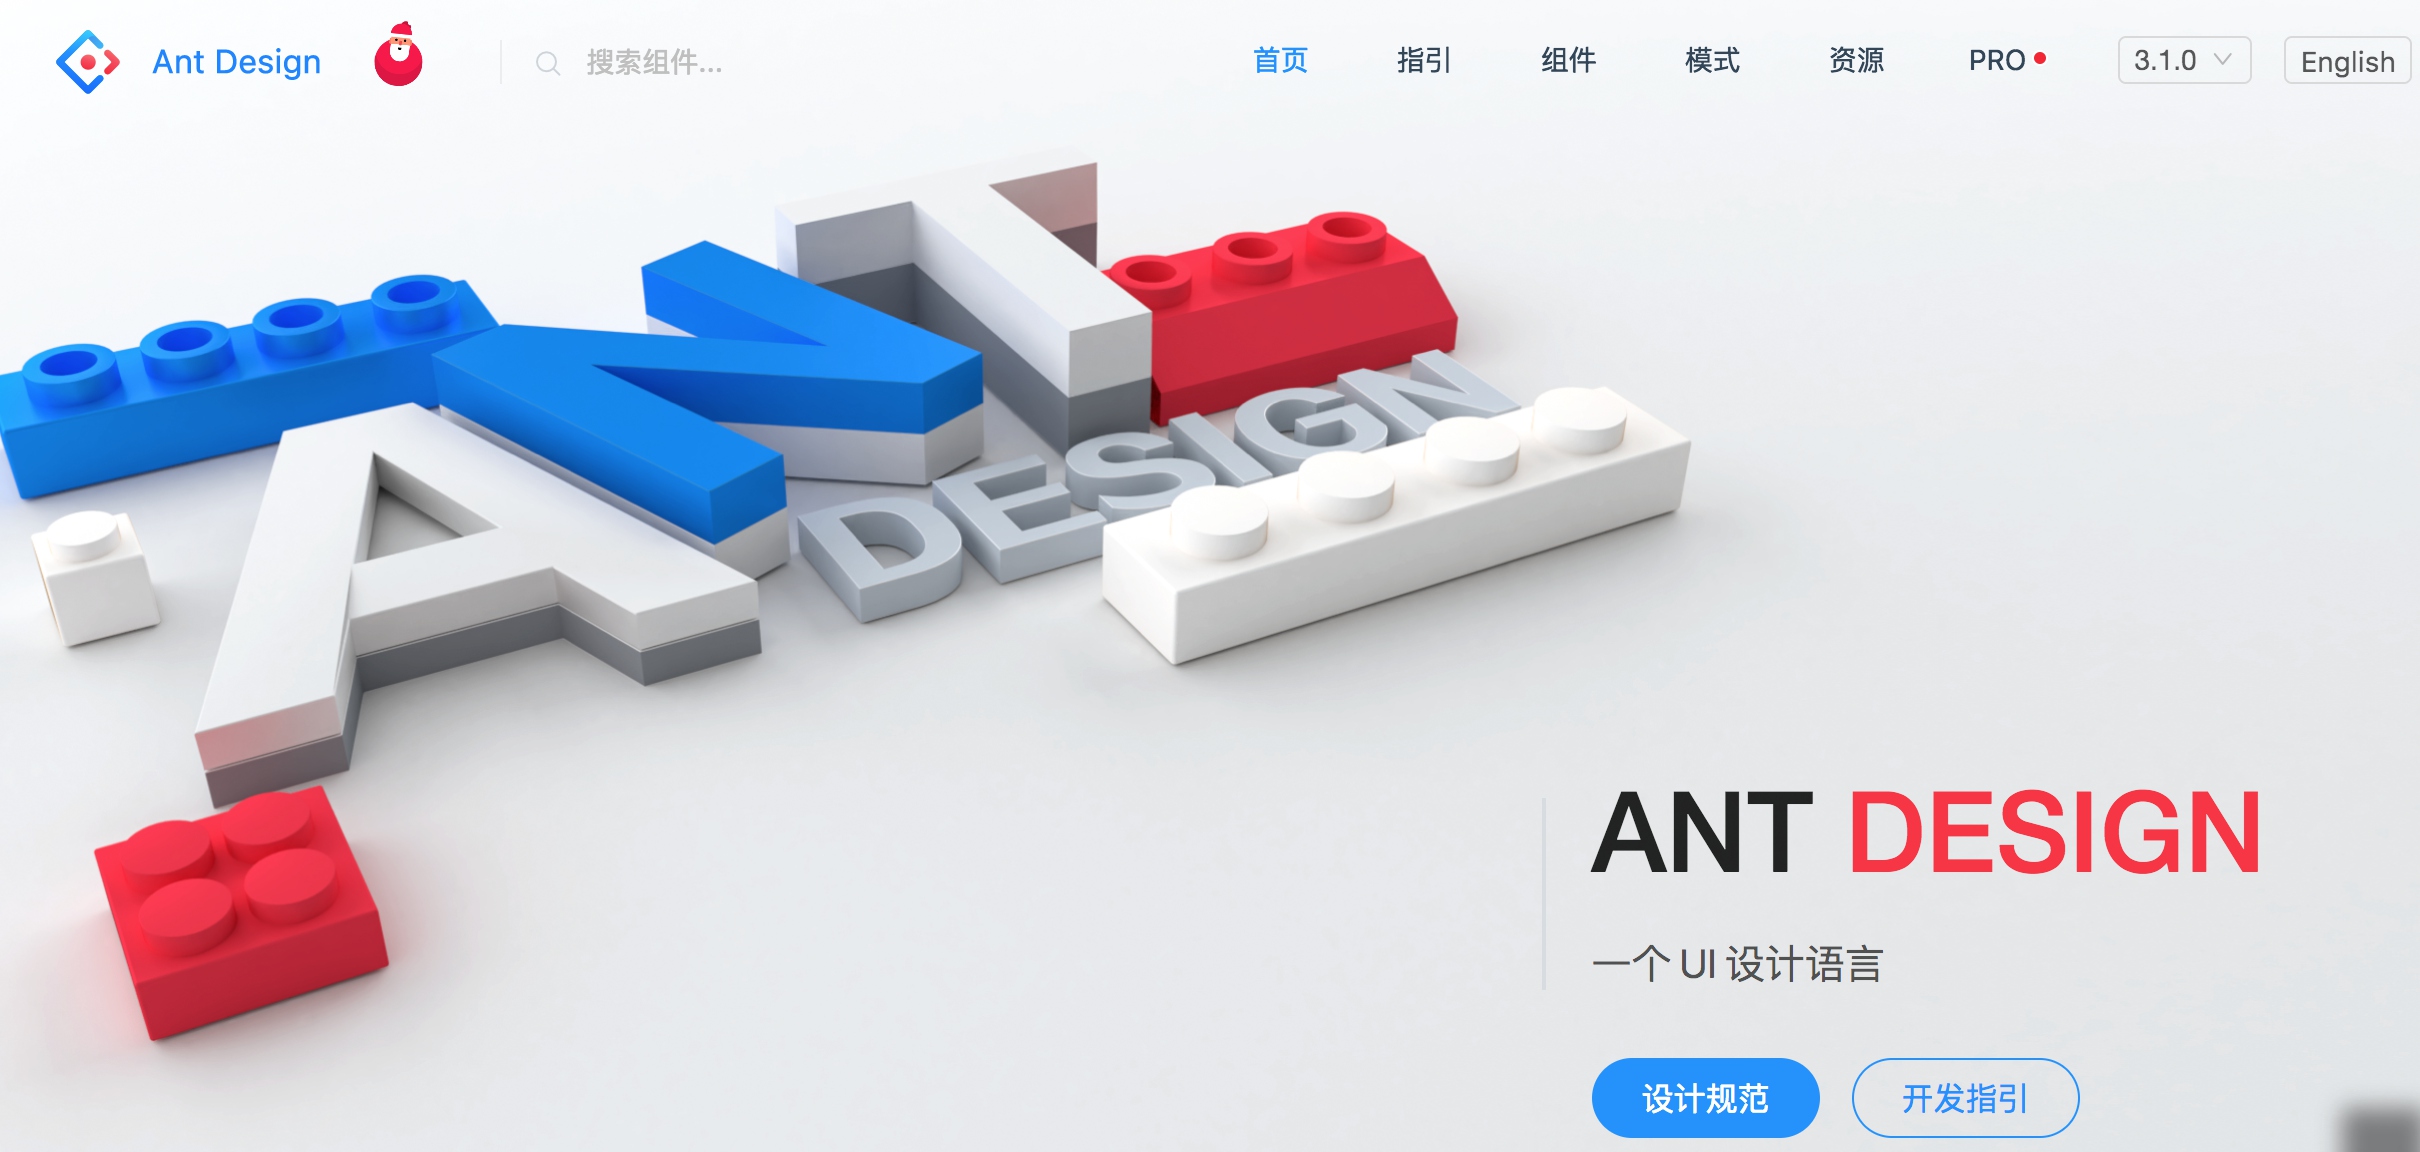 Ant Design
搜索组件...
首页 指引 组件 模式 资源 PRO 3.1.0 English
ANT
DESIGN
ANT DESIGN
一个 UI 设计语言
设计规范 开发指引